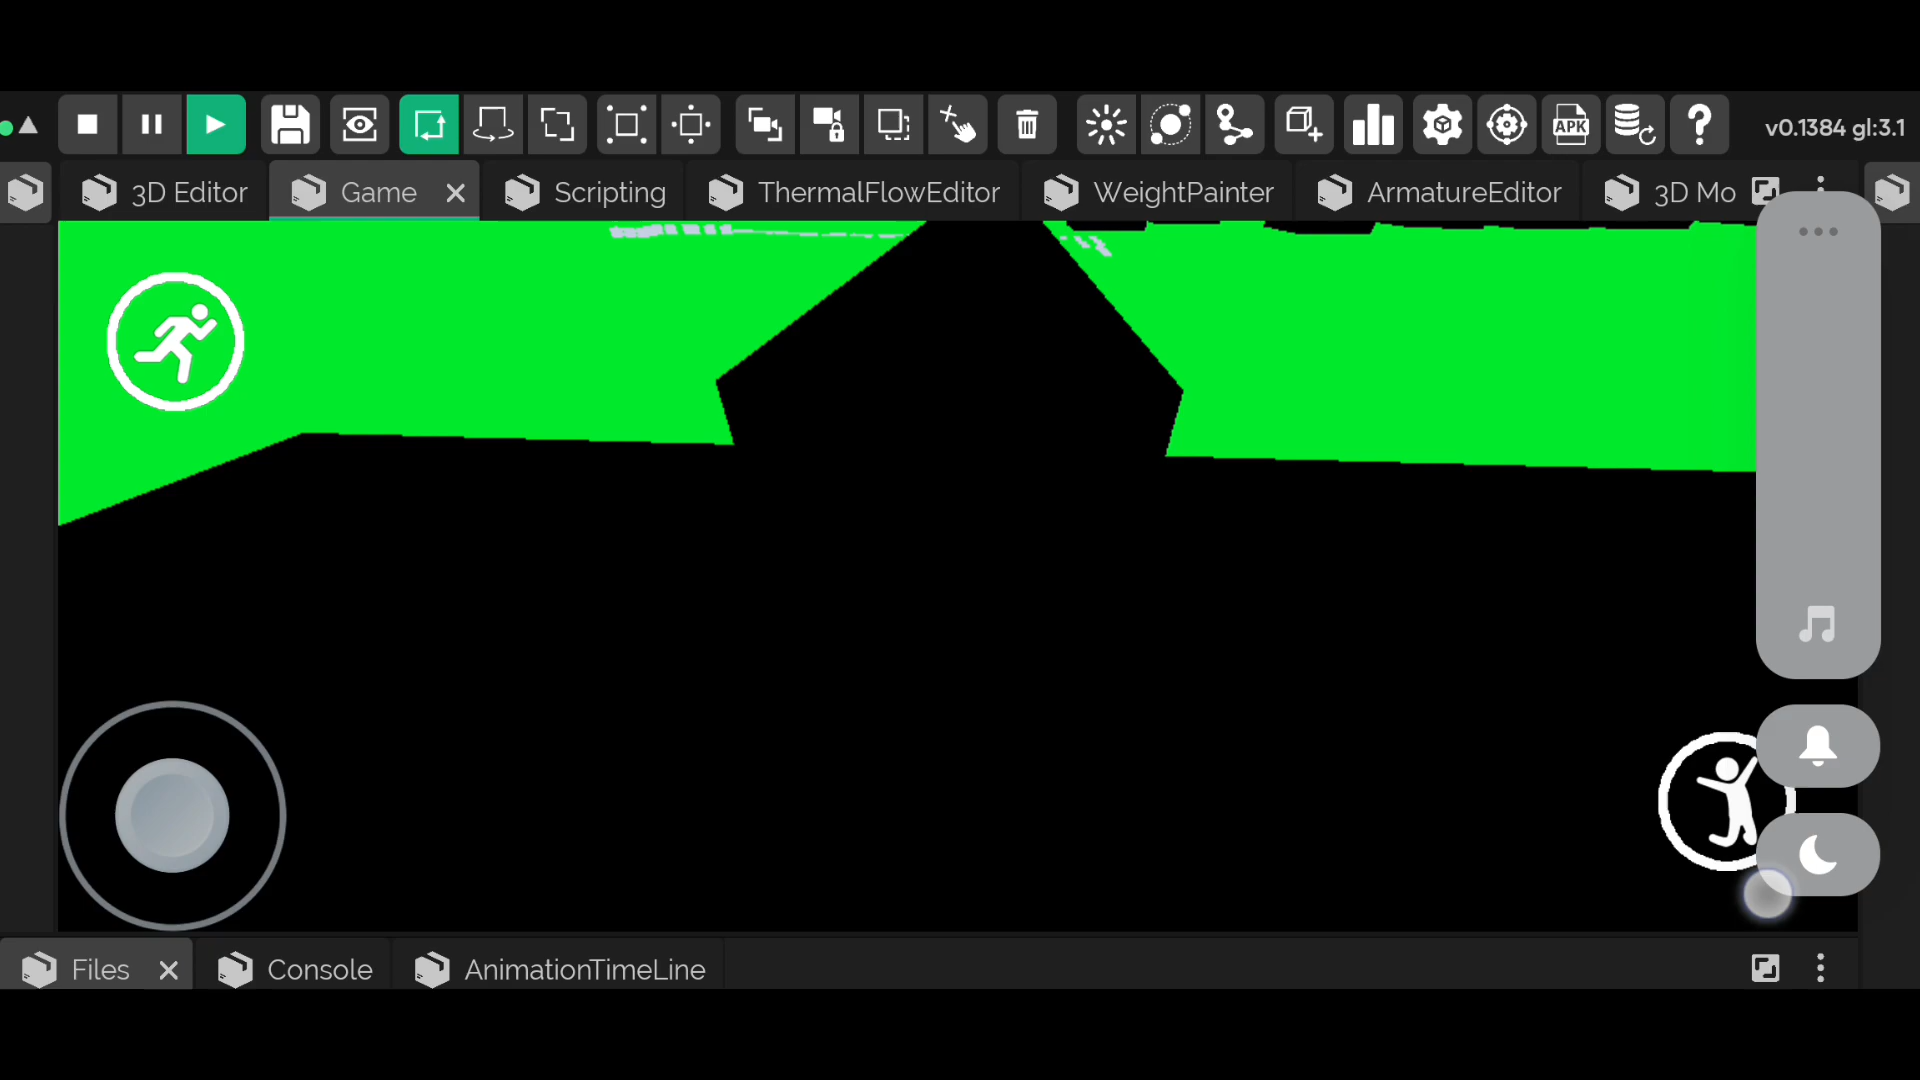 APK
v0.1384 gl:3.1
3D Editor
Game
Scripting
ThermalFlowEditor
WeightPainter
ArmatureEditor
3D Mo
Files
Console
AnimationTimeLine